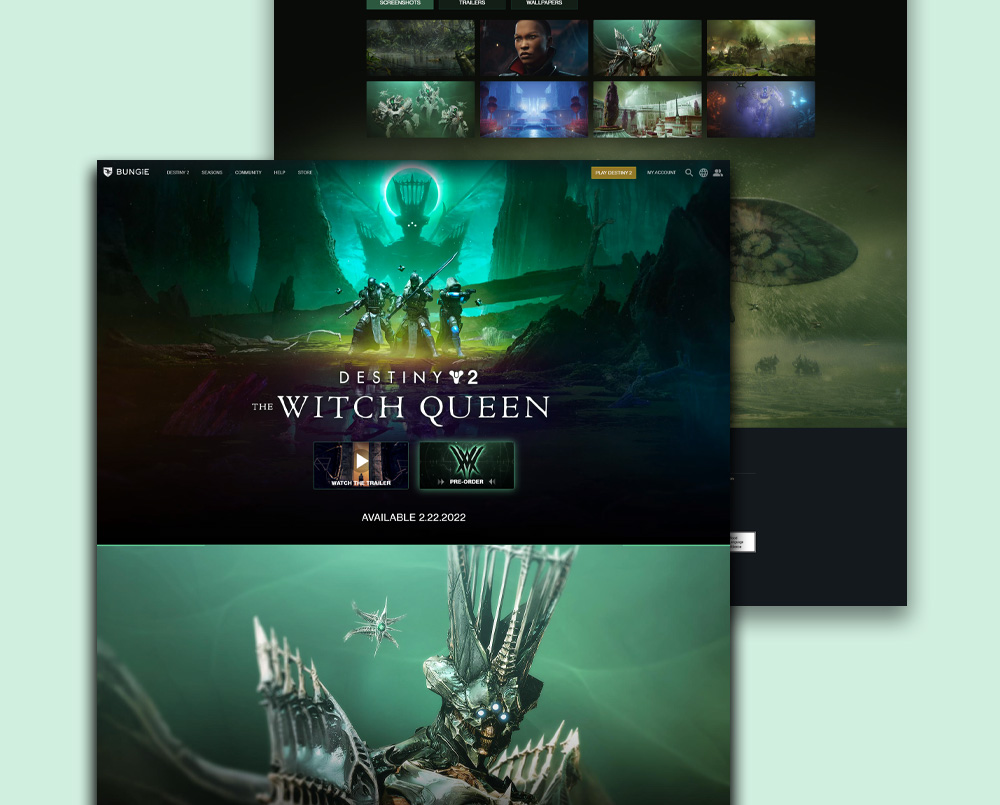 SCREENSHOTS TRAILERS WALLPAPERS
BUNGIE DESTINY 2 SEASONS COMMUNITY HELP STORE PLAY DESTINY 2 MY ACCOUNT
DESTINY 2
THE WITCH QUEEN
WATCH THE TRAILER PRE-ORDER
AVAILABLE 2.22.2022